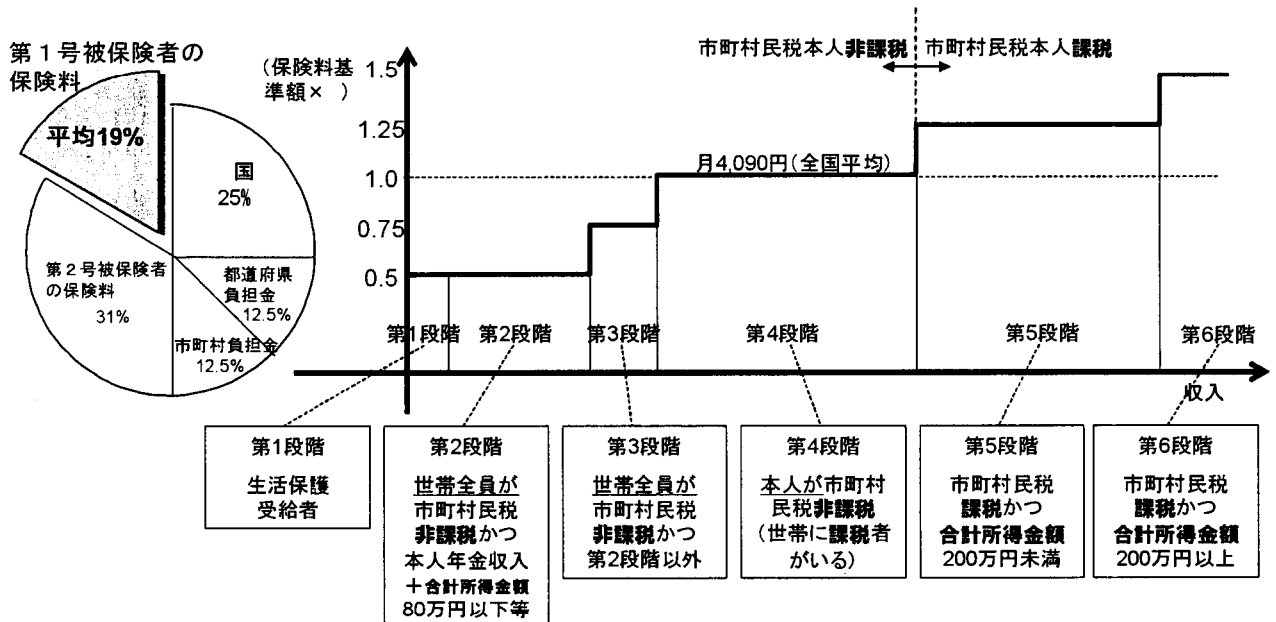 第1号被保険者の
保険料
平均19%
国
25%
都道府県
負担金
12.5%
市町村負担金
12.5%
第2号被保険者
の保険料
31%
(保険料基
準額× )
1.5
1.25
1.0
0.75
0.5
市町村民税本人非課税
市町村民税本人課税
月4,090円(全国平均)
第1段階
第2段階
第3段階
第4段階
第5段階
第6段階
収入
第1段階
生活保護
受給者
第2段階
世帯全員が
市町村民税
非課税かつ
本人年金収入
+合計所得金額
80万円以下等
第3段階
世帯全員が
市町村民税
非課税かつ
第2段階以外
第4段階
本人が市町村
民税非課税
(世帯に課税者
がいる)
第5段階
市町村民税
課税かつ
合計所得金額
200万円未満
第6段階
市町村民税
課税かつ
合計所得金額
200万円以上